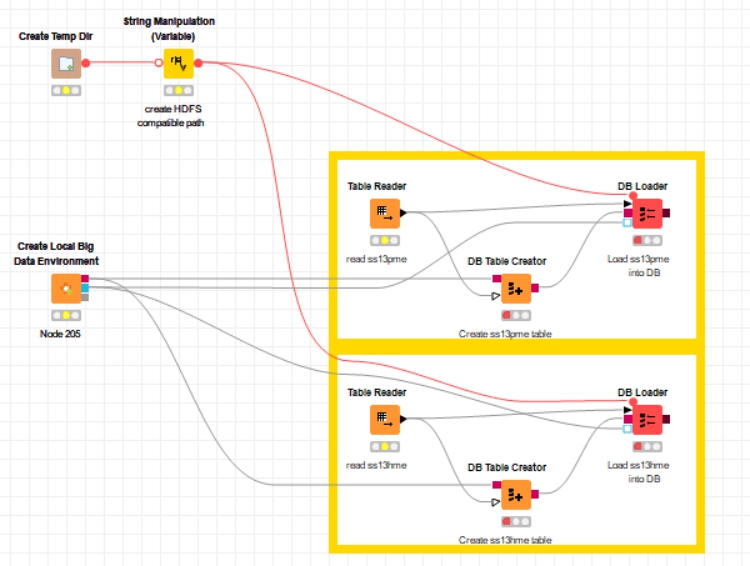 String Manipulation
(Variable)
Create Temp Dir
create HDFS
compatible path
Table Reader
DB Loader
read ss13pme
Load ss13pme
into DB
DB Table Creator
Create ss13pme table
Create Local Big
Data Environment
Node 205
Table Reader
DB Loader
read ss13hme
Load ss13hme
into DB
DB Table Creator
Create ss13hme table